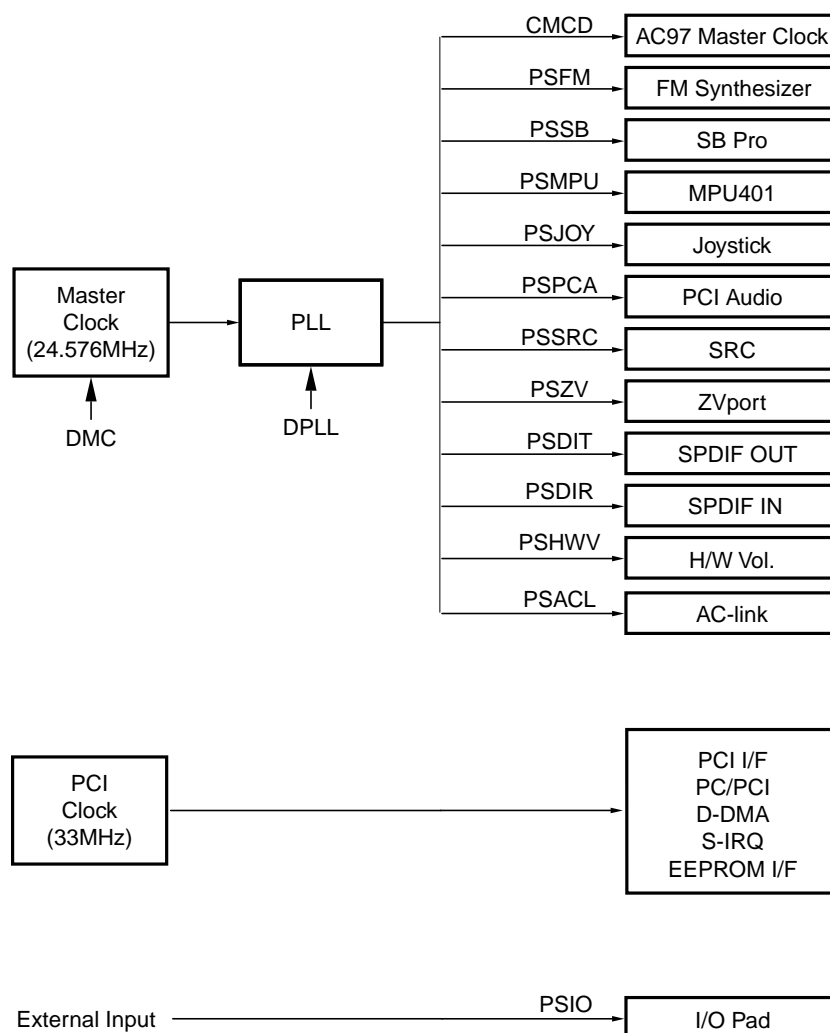 CMCD
AC97 Master Clock
PSFM
FM Synthesizer
PSSB
SB Pro
PSMPU
MPU401
PSJOY
Joystick
PSPCA
PCI Audio
PSSRC
SRC
PSZV
ZVport
PSDIT
SPDIF OUT
PSDIR
SPDIF IN
PSHWV
H/W Vol.
PSACL
AC-link
Master
Clock
(24.576MHz)
DMC
PLL
DPLL
PCI
Clock
(33MHz)
PCI I/F
PC/PCI
D-DMA
S-IRQ
EEPROM I/F
External Input
PSIO
I/O Pad